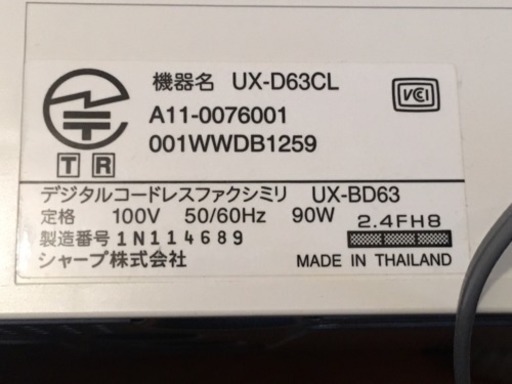 機器名 UX-D63CL
VCI
A11-0076001
001WWDB1259
T R
デジタルコードレスファクシミリ UX-BD63
定格 100V 50/60Hz 90W 2.4FH8
製造番号 1N114689
シャープ株式会社 MADE IN THAILAND